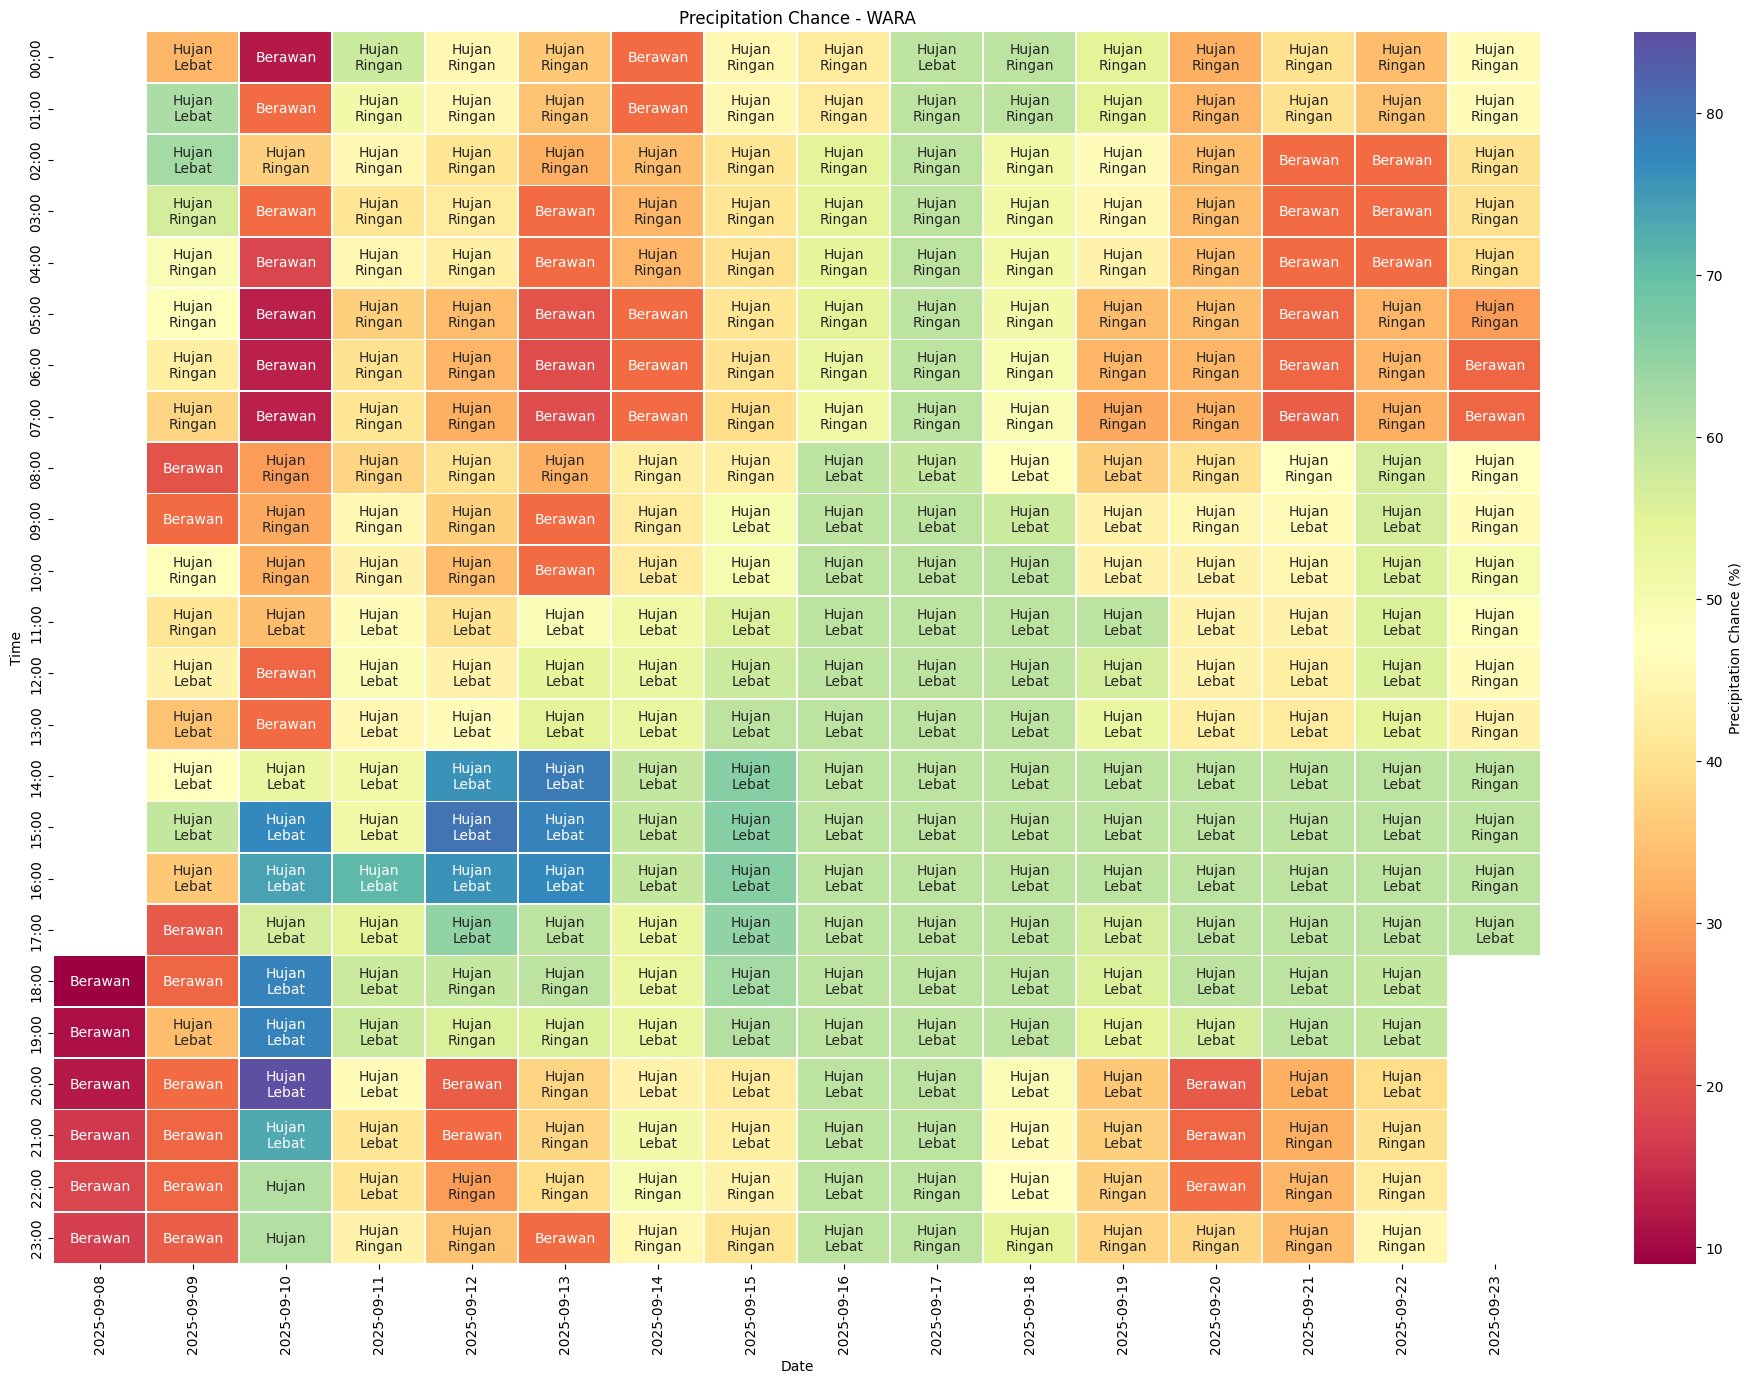 Precipitation Chance - WARA
00:00 Hujan Lebat Berawan Hujan Ringan Hujan Ringan Hujan Ringan Berawan Hujan Ringan Hujan Ringan Hujan Lebat Hujan Ringan Hujan Ringan Hujan Ringan Hujan Ringan Hujan Ringan Hujan Ringan
01:00 Hujan Lebat Berawan Hujan Ringan Hujan Ringan Hujan Ringan Berawan Hujan Ringan Hujan Ringan Hujan Ringan Hujan Ringan Hujan Ringan Hujan Ringan Hujan Ringan Hujan Ringan Hujan Ringan
02:00 Hujan Lebat Hujan Ringan Hujan Ringan Hujan Ringan Hujan Ringan Hujan Ringan Hujan Ringan Hujan Ringan Hujan Ringan Hujan Ringan Hujan Ringan Hujan Ringan Berawan Berawan Hujan Ringan
03:00 Hujan Ringan Berawan Hujan Ringan Hujan Ringan Berawan Hujan Ringan Hujan Ringan Hujan Ringan Hujan Ringan Hujan Ringan Hujan Ringan Hujan Ringan Berawan Berawan Hujan Ringan
04:00 Hujan Ringan Berawan Hujan Ringan Hujan Ringan Berawan Hujan Ringan Hujan Ringan Hujan Ringan Hujan Ringan Hujan Ringan Hujan Ringan Hujan Ringan Berawan Berawan Hujan Ringan
05:00 Hujan Ringan Berawan Hujan Ringan Hujan Ringan Berawan Berawan Hujan Ringan Hujan Ringan Hujan Ringan Hujan Ringan Hujan Ringan Hujan Ringan Berawan Hujan Ringan Hujan Ringan
06:00 Hujan Ringan Berawan Hujan Ringan Hujan Ringan Berawan Berawan Hujan Ringan Hujan Ringan Hujan Ringan Hujan Ringan Hujan Ringan Hujan Ringan Berawan Hujan Ringan Berawan
07:00 Hujan Ringan Berawan Hujan Ringan Hujan Ringan Berawan Berawan Hujan Ringan Hujan Ringan Hujan Ringan Hujan Ringan Hujan Ringan Hujan Ringan Berawan Hujan Ringan Berawan
08:00 Berawan Hujan Ringan Hujan Ringan Hujan Ringan Hujan Ringan Hujan Ringan Hujan Ringan Hujan Lebat Hujan Lebat Hujan Lebat Hujan Lebat Hujan Ringan Hujan Ringan Hujan Ringan Hujan Ringan
09:00 Berawan Hujan Ringan Hujan Ringan Hujan Ringan Berawan Hujan Ringan Hujan Lebat Hujan Lebat Hujan Lebat Hujan Lebat Hujan Lebat Hujan Ringan Hujan Lebat Hujan Lebat Hujan Ringan
10:00 Hujan Ringan Hujan Ringan Hujan Ringan Hujan Ringan Berawan Hujan Lebat Hujan Lebat Hujan Lebat Hujan Lebat Hujan Lebat Hujan Lebat Hujan Lebat Hujan Lebat Hujan Lebat Hujan Ringan
11:00 Hujan Ringan Hujan Lebat Hujan Lebat Hujan Lebat Hujan Lebat Hujan Lebat Hujan Lebat Hujan Lebat Hujan Lebat Hujan Lebat Hujan Lebat Hujan Lebat Hujan Lebat Hujan Lebat Hujan Ringan
12:00 Hujan Lebat Berawan Hujan Lebat Hujan Lebat Hujan Lebat Hujan Lebat Hujan Lebat Hujan Lebat Hujan Lebat Hujan Lebat Hujan Lebat Hujan Lebat Hujan Lebat Hujan Lebat Hujan Ringan
13:00 Hujan Lebat Berawan Hujan Lebat Hujan Lebat Hujan Lebat Hujan Lebat Hujan Lebat Hujan Lebat Hujan Lebat Hujan Lebat Hujan Lebat Hujan Lebat Hujan Lebat Hujan Lebat Hujan Ringan
14:00 Hujan Lebat Hujan Lebat Hujan Lebat Hujan Lebat Hujan Lebat Hujan Lebat Hujan Lebat Hujan Lebat Hujan Lebat Hujan Lebat Hujan Lebat Hujan Lebat Hujan Lebat Hujan Lebat Hujan Ringan
15:00 Hujan Lebat Hujan Lebat Hujan Lebat Hujan Lebat Hujan Lebat Hujan Lebat Hujan Lebat Hujan Lebat Hujan Lebat Hujan Lebat Hujan Lebat Hujan Lebat Hujan Lebat Hujan Lebat Hujan Ringan
16:00 Hujan Lebat Hujan Lebat Hujan Lebat Hujan Lebat Hujan Lebat Hujan Lebat Hujan Lebat Hujan Lebat Hujan Lebat Hujan Lebat Hujan Lebat Hujan Lebat Hujan Lebat Hujan Lebat Hujan Ringan
17:00 Berawan Hujan Lebat Hujan Lebat Hujan Lebat Hujan Lebat Hujan Lebat Hujan Lebat Hujan Lebat Hujan Lebat Hujan Lebat Hujan Lebat Hujan Lebat Hujan Lebat Hujan Lebat Hujan Lebat
18:00 Berawan Berawan Hujan Lebat Hujan Lebat Hujan Ringan Hujan Ringan Hujan Lebat Hujan Lebat Hujan Lebat Hujan Lebat Hujan Lebat Hujan Lebat Hujan Lebat Hujan Lebat Hujan Lebat
19:00 Berawan Hujan Lebat Hujan Lebat Hujan Lebat Hujan Ringan Hujan Ringan Hujan Lebat Hujan Lebat Hujan Lebat Hujan Lebat Hujan Lebat Hujan Lebat Hujan Lebat Hujan Lebat Hujan Lebat
20:00 Berawan Berawan Hujan Lebat Hujan Lebat Berawan Hujan Ringan Hujan Lebat Hujan Lebat Hujan Lebat Hujan Lebat Hujan Lebat Hujan Lebat Berawan Hujan Lebat Hujan Lebat
21:00 Berawan Berawan Hujan Lebat Hujan Lebat Berawan Hujan Ringan Hujan Lebat Hujan Lebat Hujan Lebat Hujan Lebat Hujan Lebat Hujan Lebat Berawan Hujan Ringan Hujan Ringan
22:00 Berawan Berawan Hujan Hujan Lebat Hujan Ringan Hujan Ringan Hujan Ringan Hujan Ringan Hujan Lebat Hujan Ringan Hujan Lebat Hujan Ringan Berawan Hujan Ringan Hujan Ringan
23:00 Berawan Berawan Hujan Hujan Ringan Hujan Ringan Berawan Hujan Ringan Hujan Ringan Hujan Lebat Hujan Ringan Hujan Ringan Hujan Ringan Hujan Ringan Hujan Ringan Hujan Ringan
Time
2025-09-08 2025-09-09 2025-09-10 2025-09-11 2025-09-12 2025-09-13 2025-09-14 2025-09-15 2025-09-16 2025-09-17 2025-09-18 2025-09-19 2025-09-20 2025-09-21 2025-09-22 2025-09-23
Date
80
70
60
50
40
30
20
10
Precipitation Chance (%)